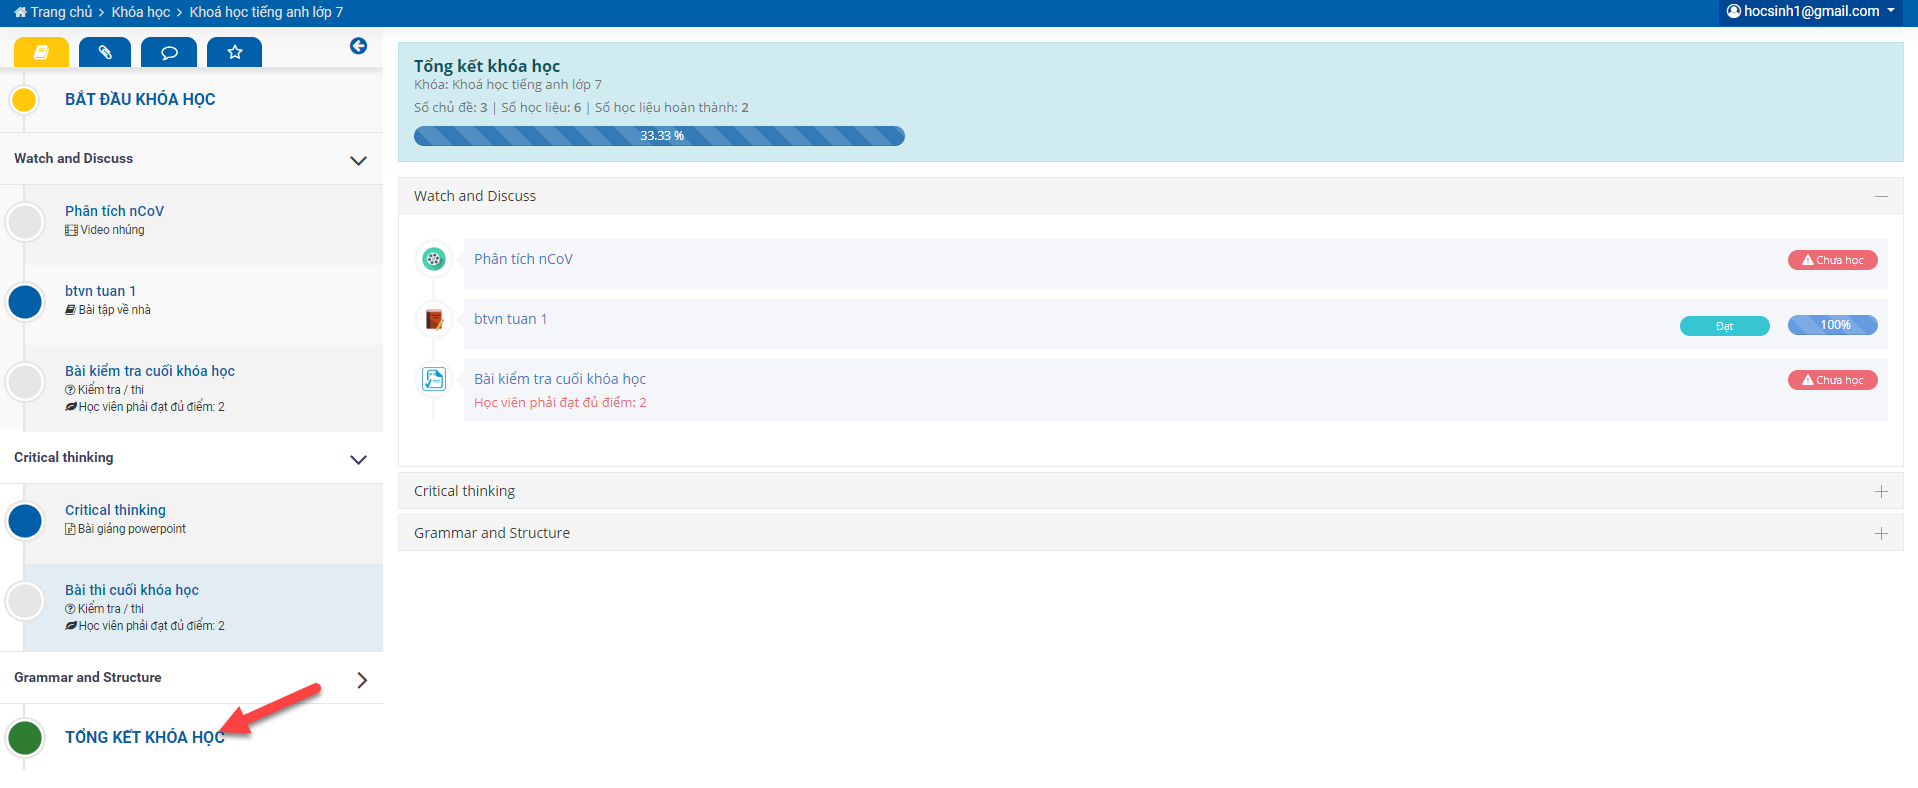 Trang chủ > Khóa học > Khoá học tiếng anh lớp 7
hocsinh1@gmail.com
BẮT ĐẦU KHÓA HỌC
Watch and Discuss
Phân tích nCoV
Video nhúng
btvn tuan 1
Bài tập về nhà
Bài kiểm tra cuối khóa học
Kiểm tra / thi
Học viên phải đạt đủ điểm: 2
Critical thinking
Critical thinking
Bài giảng powerpoint
Bài thi cuối khóa học
Kiểm tra / thi
Học viên phải đạt đủ điểm: 2
Grammar and Structure
TỔNG KẾT KHÓA HỌC
Tổng kết khóa học
Khóa: Khoá học tiếng anh lớp 7
Số chủ đề: 3 | Số học liệu: 6 | Số học liệu hoàn thành: 2
33.33 %
Watch and Discuss
Phân tích nCoV
Chưa học
btvn tuan 1
Đạt
100%
Bài kiểm tra cuối khóa học
Chưa học
Học viên phải đạt đủ điểm: 2
Critical thinking
Grammar and Structure